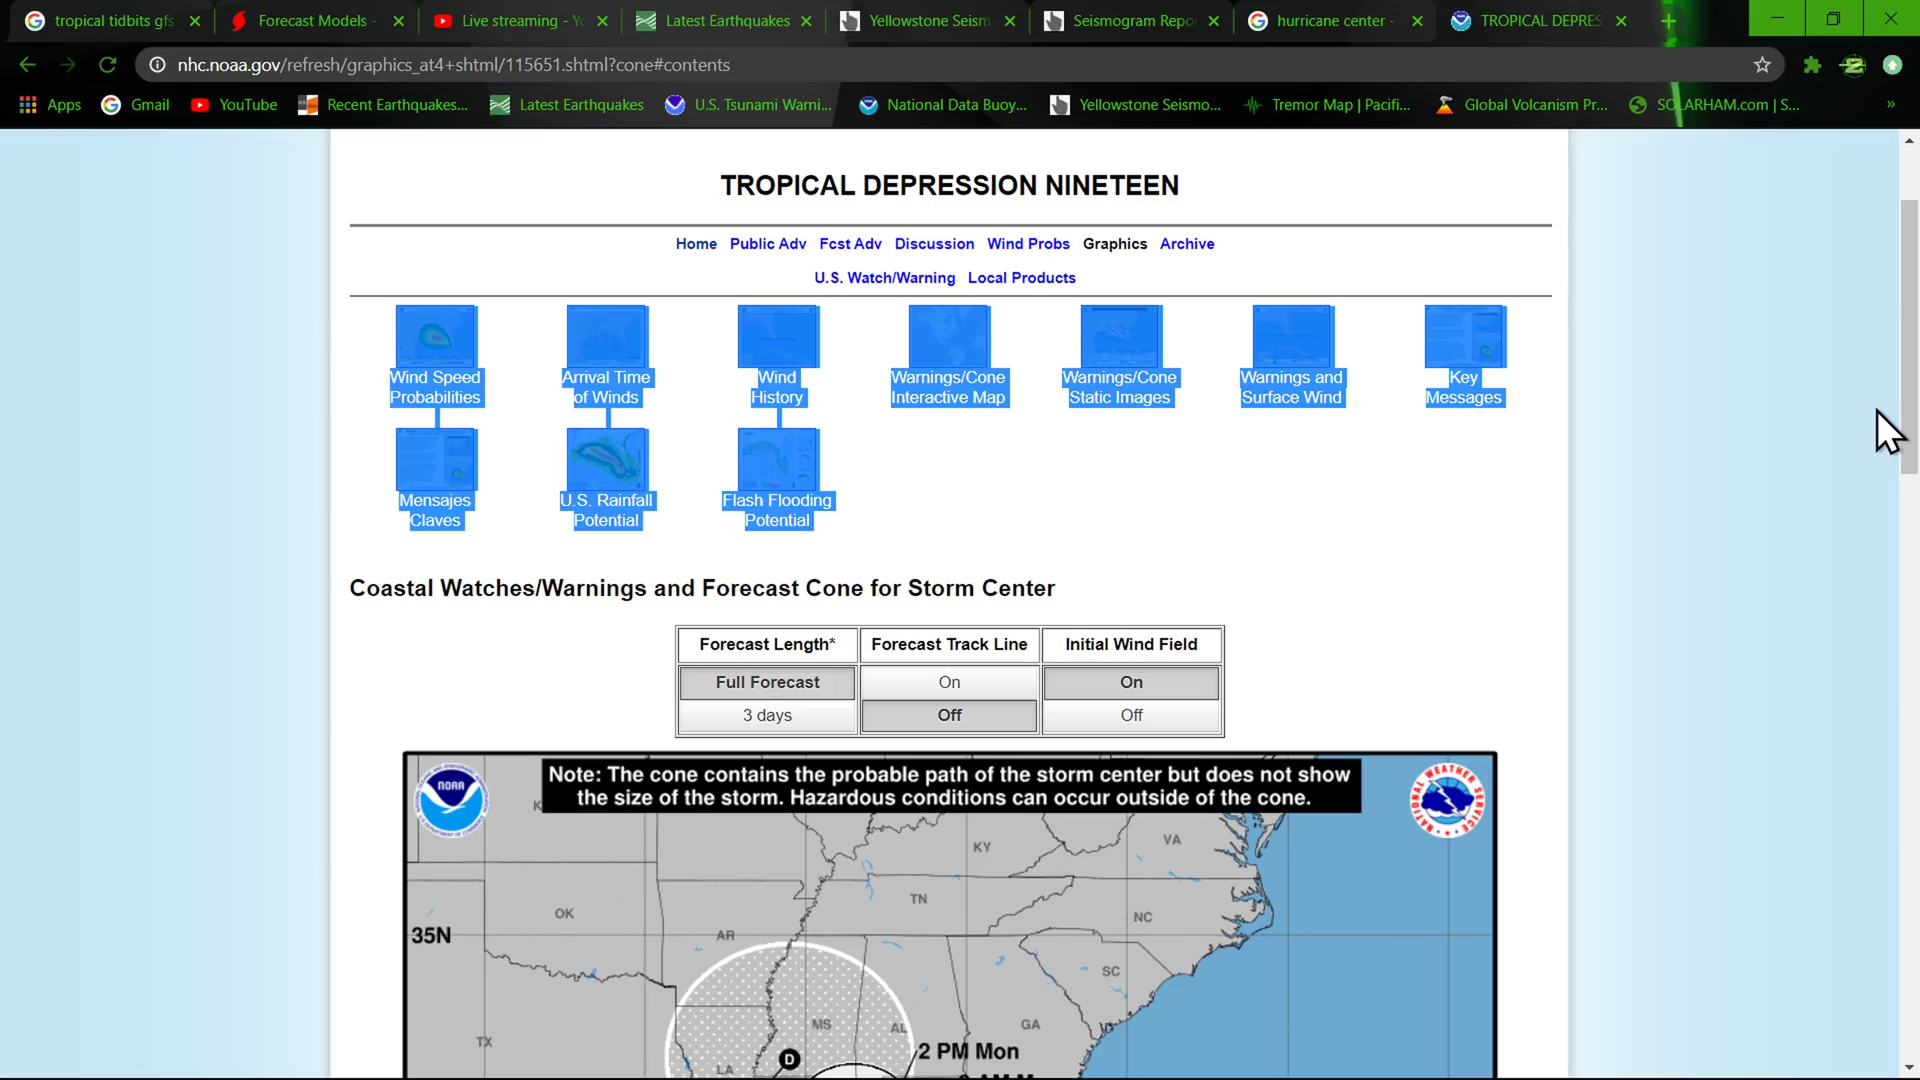 tropical tidbits gfs
Forecast Models -
Live streaming - Yo
Latest Earthquakes
Yellowstone Seism
Seismogram Repo
hurricane center -
TROPICAL DEPRES
nhc.noaa.gov/refresh/graphics_at4+shtml/115651.shtml?cone#contents
Apps
Gmail
YouTube
Recent Earthquakes...
Latest Earthquakes
U.S. Tsunami Warni...
National Data Buoy...
Yellowstone Seismo...
Tremor Map | Pacifi...
Global Volcanism Pr...
SOLARHAM.com | S...
»
TROPICAL DEPRESSION NINETEEN
Home Public Adv Fcst Adv Discussion Wind Probs Graphics Archive
U.S. Watch/Warning Local Products
Wind Speed
Probabilities
Arrival Time
of Winds
Wind
History
Warnings/Cone
Interactive Map
Warnings/Cone
Static Images
Warnings and
Surface Wind
Key
Messages
Mensajes
Claves
U.S. Rainfall
Potential
Flash Flooding
Potential
Coastal Watches/Warnings and Forecast Cone for Storm Center
Forecast Length* Forecast Track Line Initial Wind Field
Full Forecast On On
3 days Off Off
Note: The cone contains the probable path of the storm center but does not show
the size of the storm. Hazardous conditions can occur outside of the cone.
NOAA
NATIONAL WEATHER SERVICE
KY
VA
TN
OK
NC
35N
AR
SC
MS
AL
GA
TX
2 PM Mon
D
LA